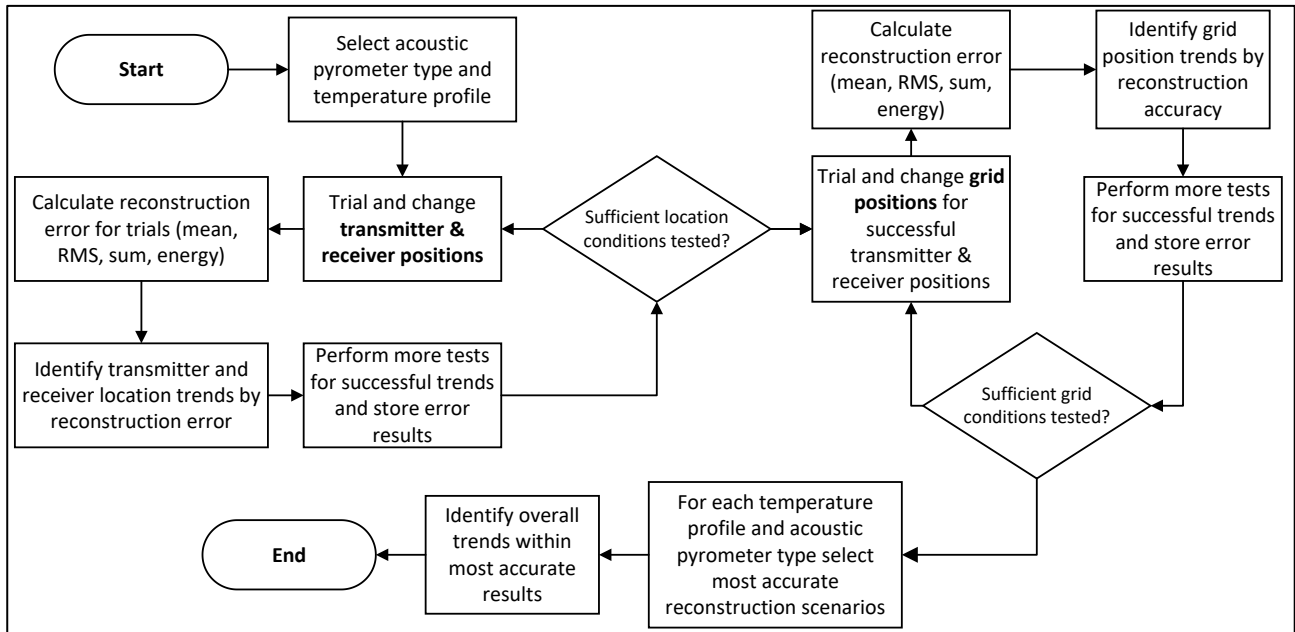 Start
Select acoustic
pyrometer type and
temperature profile
Trial and change
transmitter &
receiver positions
Calculate reconstruction
error for trials (mean,
RMS, sum, energy)
Identify transmitter and
receiver location trends by
reconstruction error
Perform more tests
for successful trends
and store error
results
Sufficient location
conditions tested?
Trial and change grid
positions for
successful
transmitter &
receiver positions
Calculate
reconstruction error
(mean, RMS, sum,
energy)
Identify grid
position trends by
reconstruction
accuracy
Perform more tests
for successful trends
and store error
results
Sufficient grid
conditions tested?
For each temperature
profile and acoustic
pyrometer type select
most accurate
reconstruction scenarios
Identify overall
trends within
most accurate
results
End